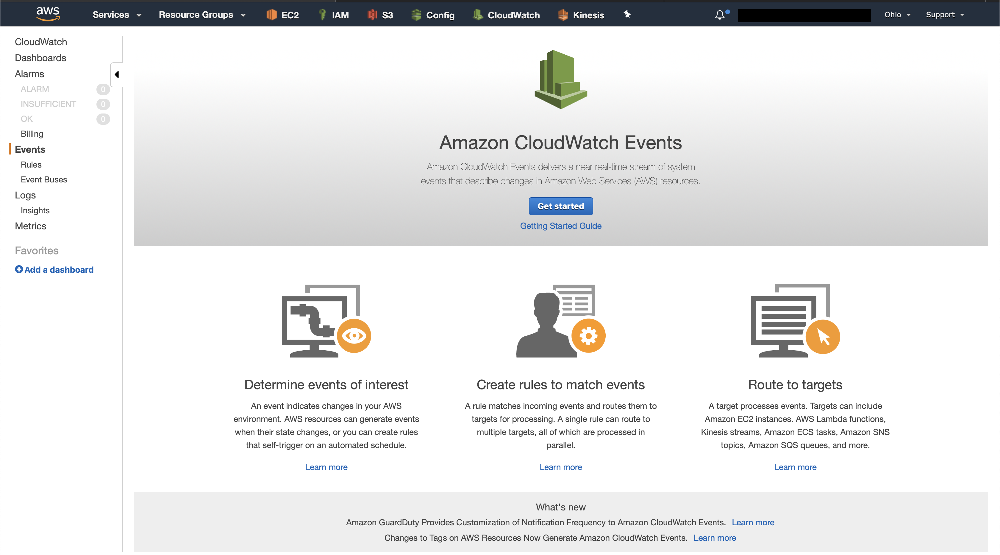 aws Services Resource Groups EC2 IAM S3 Config CloudWatch Kinesis Ohio Support
CloudWatch
Dashboards
Alarms
ALARM 0
INSUFFICIENT 0
OK 0
Billing
Events
Rules
Event Buses
Logs
Insights
Metrics
Favorites
Add a dashboard
Amazon CloudWatch Events
Amazon CloudWatch Events delivers a near real-time stream of system
events that describe changes in Amazon Web Services (AWS) resources.
Get started
Getting Started Guide
Determine events of interest
An event indicates changes in your AWS
environment. AWS resources can generate events
when their state changes, or you can create rules
that self-trigger on an automated schedule.
Learn more
Create rules to match events
A rule matches incoming events and routes them to
targets for processing. A single rule can route to
multiple targets, all of which are processed in
parallel.
Learn more
Route to targets
A target processes events. Targets can include
Amazon EC2 instances. AWS Lambda functions,
Kinesis streams, Amazon ECS tasks, Amazon SNS
topics, Amazon SQS queues, and more.
Learn more
What's new
Amazon GuardDuty Provides Customization of Notification Frequency to Amazon CloudWatch Events. Learn more
Changes to Tags on AWS Resources Now Generate Amazon CloudWatch Events. Learn more